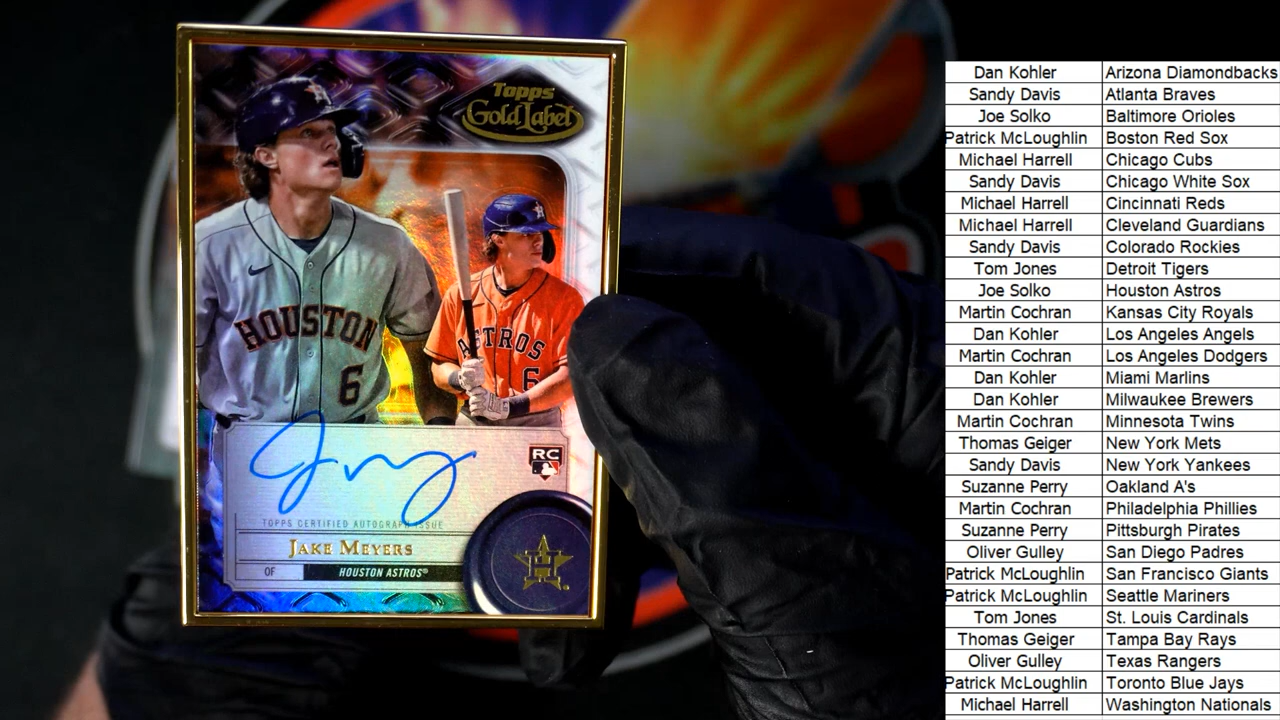 Topps
Gold Label
HOUSTON
6
ASTROS
6
RC
TOPPS CERTIFIED AUTOGRAPH ISSUE
JAKE MEYERS
OF
HOUSTON ASTROS®
H
Dan Kohler Arizona Diamondbacks
Sandy Davis Atlanta Braves
Joe Solko Baltimore Orioles
Patrick McLoughlin Boston Red Sox
Michael Harrell Chicago Cubs
Sandy Davis Chicago White Sox
Michael Harrell Cincinnati Reds
Michael Harrell Cleveland Guardians
Sandy Davis Colorado Rockies
Tom Jones Detroit Tigers
Joe Solko Houston Astros
Martin Cochran Kansas City Royals
Dan Kohler Los Angeles Angels
Martin Cochran Los Angeles Dodgers
Dan Kohler Miami Marlins
Dan Kohler Milwaukee Brewers
Martin Cochran Minnesota Twins
Thomas Geiger New York Mets
Sandy Davis New York Yankees
Suzanne Perry Oakland A's
Martin Cochran Philadelphia Phillies
Suzanne Perry Pittsburgh Pirates
Oliver Gulley San Diego Padres
Patrick McLoughlin San Francisco Giants
Patrick McLoughlin Seattle Mariners
Tom Jones St. Louis Cardinals
Thomas Geiger Tampa Bay Rays
Oliver Gulley Texas Rangers
Patrick McLoughlin Toronto Blue Jays
Michael Harrell Washington Nationals